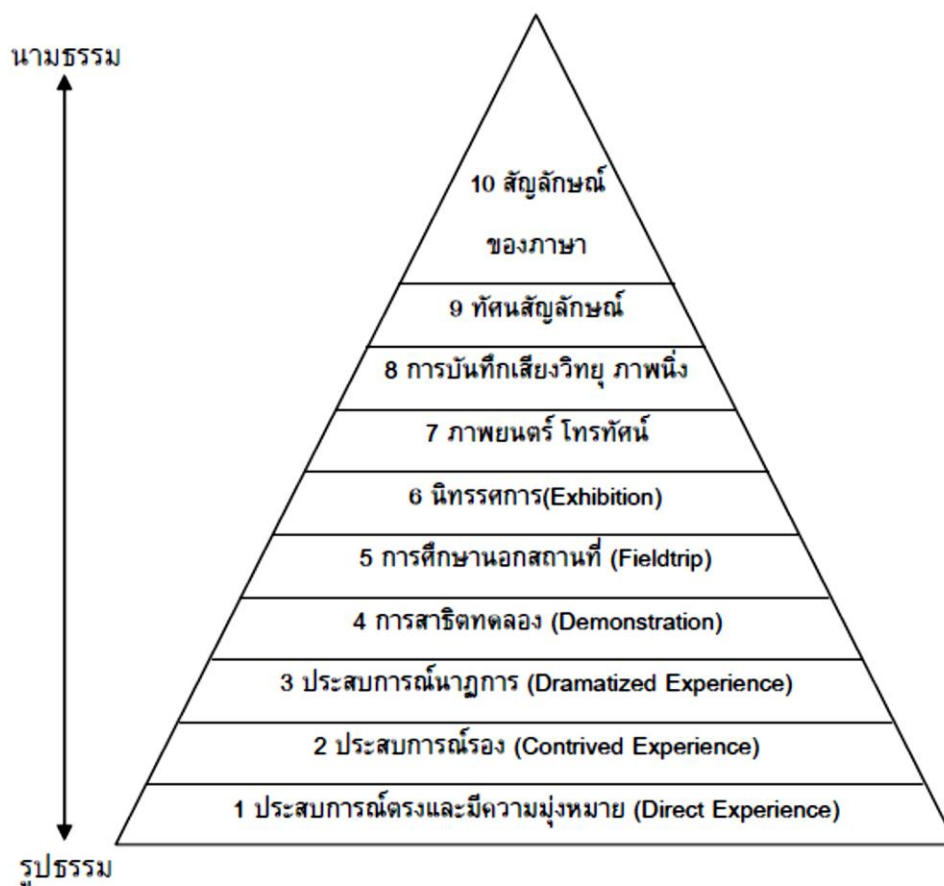 นามธรรม
10 สัญลักษณ์
ของภาษา
9 ทัศนสัญลักษณ์
8 การบันทึกเสียงวิทยุ ภาพนิ่ง
7 ภาพยนตร์ โทรทัศน์
6 นิทรรศการ(Exhibition)
5 การศึกษานอกสถานที่ (Fieldtrip)
4 การสาธิตทดลอง (Demonstration)
3 ประสบการณ์นาฏการ (Dramatized Experience)
2 ประสบการณ์รอง (Contrived Experience)
1 ประสบการณ์ตรงและมีความมุ่งหมาย (Direct Experience)
รูปธรรม